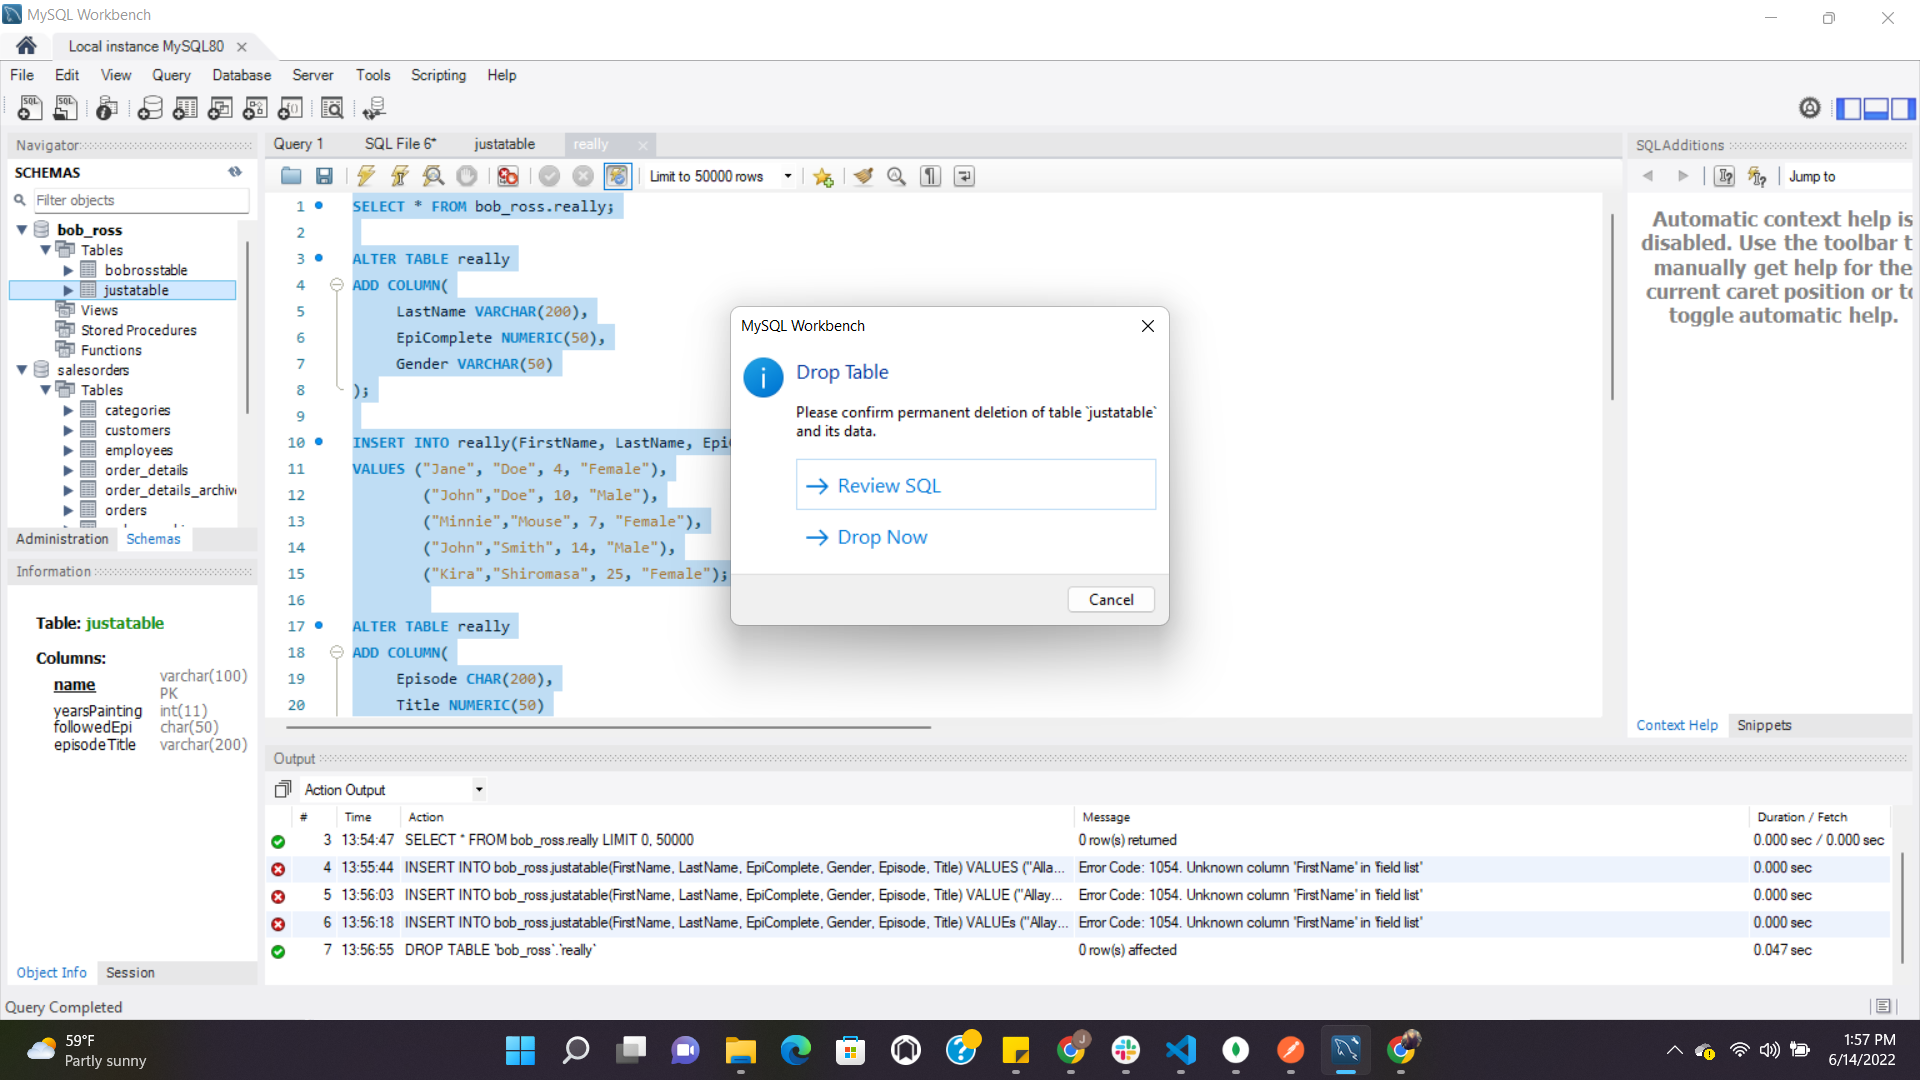 MySQL Workbench
Local instance MySQL80
File Edit View Query Database Server Tools Scripting Help
Navigator
SCHEMAS
Filter objects
bob_ross
Tables
bobrosstable
justatable
Views
Stored Procedures
Functions
salesorders
Tables
categories
customers
employees
order_details
order_details_archiv
orders
Administration Schemas
Information
Table: justatable
Columns:
name varchar(100) PK
yearsPainting int(11)
followedEpi char(50)
episodeTitle varchar(200)
Object Info Session
Query Completed
Query 1 SQL File 6* justatable really
Limit to 50000 rows
1 SELECT * FROM bob_ross.really;
2
3 ALTER TABLE really
4 ADD COLUMN(
5 LastName VARCHAR(200),
6 EpiComplete NUMERIC(50),
7 Gender VARCHAR(50)
8 );
9
10 INSERT INTO really(FirstName, LastName, Epi
11 VALUES ("Jane", "Doe", 4, "Female"),
12 ("John","Doe", 10, "Male"),
13 ("Minnie","Mouse", 7, "Female"),
14 ("John","Smith", 14, "Male"),
15 ("Kira","Shiromasa", 25, "Female");
16
17 ALTER TABLE really
18 ADD COLUMN(
19 Episode CHAR(200),
20 Title NUMERIC(50)
MySQL Workbench
Drop Table
Please confirm permanent deletion of table `justatable`
and its data.
Review SQL
Drop Now
Cancel
SQLAdditions
Jump to
Automatic context help is
disabled. Use the toolbar t
manually get help for the
current caret position or to
toggle automatic help.
Context Help Snippets
Output
Action Output
# Time Action Message Duration / Fetch
3 13:54:47 SELECT * FROM bob_ross.really LIMIT 0, 50000 0 row(s) returned 0.000 sec / 0.000 sec
4 13:55:44 INSERT INTO bob_ross.justatable(FirstName, LastName, EpiComplete, Gender, Episode, Title) VALUES ("Alla... Error Code: 1054. Unknown column 'FirstName' in 'field list' 0.000 sec
5 13:56:03 INSERT INTO bob_ross.justatable(FirstName, LastName, EpiComplete, Gender, Episode, Title) VALUE ("Allay... Error Code: 1054. Unknown column 'FirstName' in 'field list' 0.000 sec
6 13:56:18 INSERT INTO bob_ross.justatable(FirstName, LastName, EpiComplete, Gender, Episode, Title) VALUEs ("Allay... Error Code: 1054. Unknown column 'FirstName' in 'field list' 0.000 sec
7 13:56:55 DROP TABLE `bob_ross`.`really` 0 row(s) affected 0.047 sec
59°F
Partly sunny
1:57 PM
6/14/2022